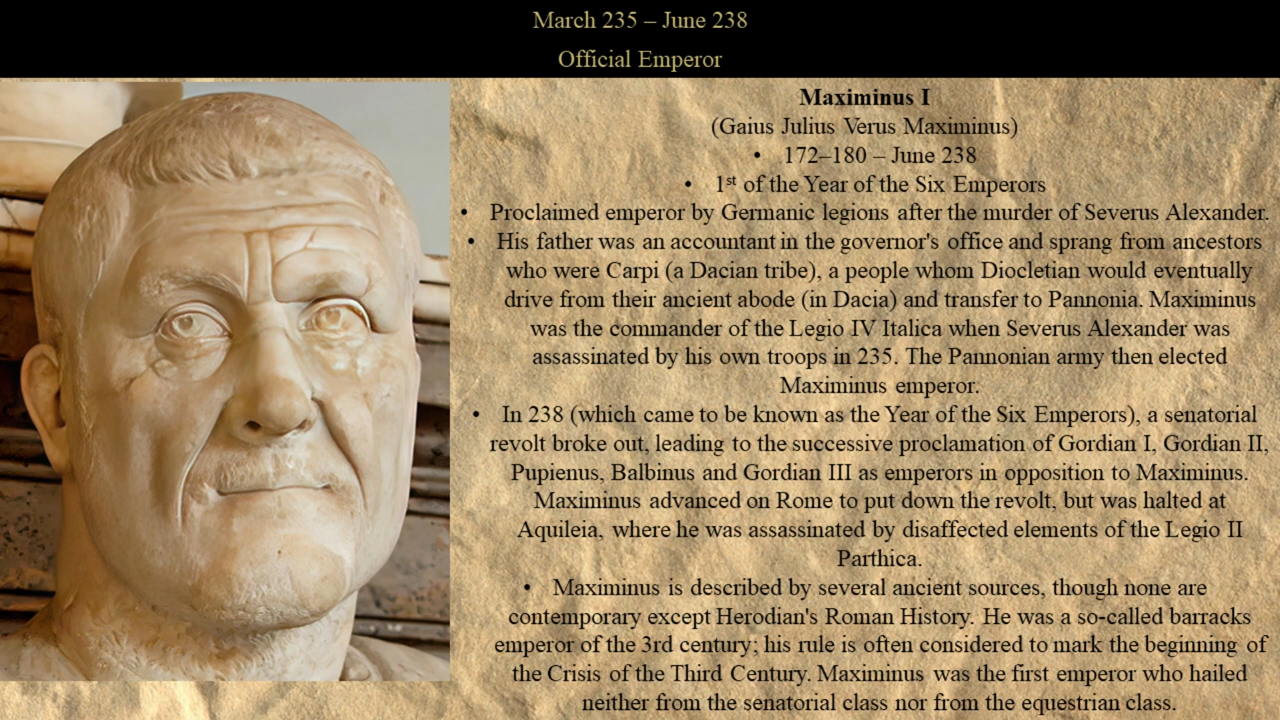 March 235 – June 238
Official Emperor
Maximinus I
(Gaius Julius Verus Maximinus)
• 172–180 – June 238
• 1st of the Year of the Six Emperors
• Proclaimed emperor by Germanic legions after the murder of Severus Alexander.
• His father was an accountant in the governor's office and sprang from ancestors
who were Carpi (a Dacian tribe), a people whom Diocletian would eventually
drive from their ancient abode (in Dacia) and transfer to Pannonia. Maximinus
was the commander of the Legio IV Italica when Severus Alexander was
assassinated by his own troops in 235. The Pannonian army then elected
Maximinus emperor.
• In 238 (which came to be known as the Year of the Six Emperors), a senatorial
revolt broke out, leading to the successive proclamation of Gordian I, Gordian II,
Pupienus, Balbinus and Gordian III as emperors in opposition to Maximinus.
Maximinus advanced on Rome to put down the revolt, but was halted at
Aquileia, where he was assassinated by disaffected elements of the Legio II
Parthica.
• Maximinus is described by several ancient sources, though none are
contemporary except Herodian's Roman History. He was a so-called barracks
emperor of the 3rd century; his rule is often considered to mark the beginning of
the Crisis of the Third Century. Maximinus was the first emperor who hailed
neither from the senatorial class nor from the equestrian class.